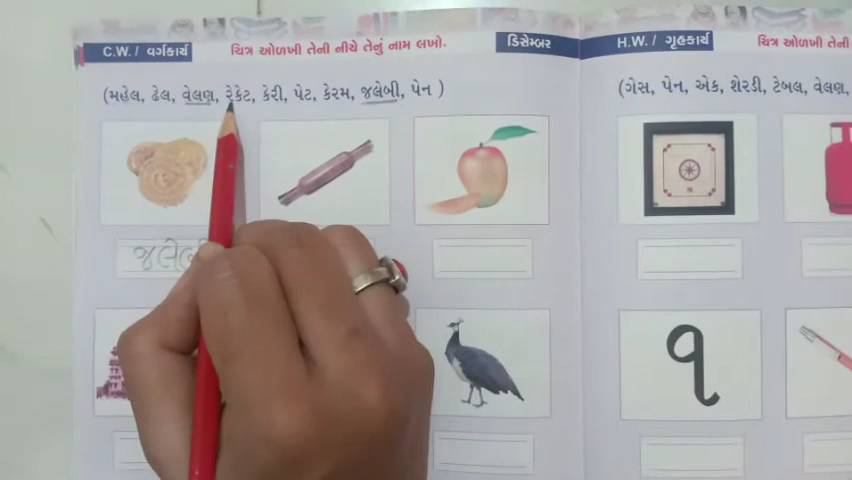 C.W. / વર્ગકાર્ય
ચિત્ર ઓળખી તેની નીચે તેનું નામ લખો.
ડિસેમ્બર
(મહેલ, ઢેલ, વેલણ, રેકેટ, કેરી, પેટ, કેરમ, જલેબી, પેન )
જલેબી
H.W. / ગૃહકાર્ય
ચિત્ર ઓળખી તેની
(ગેસ, પેન, એક, શેરડી, ટેબલ, વેલણ,
૧